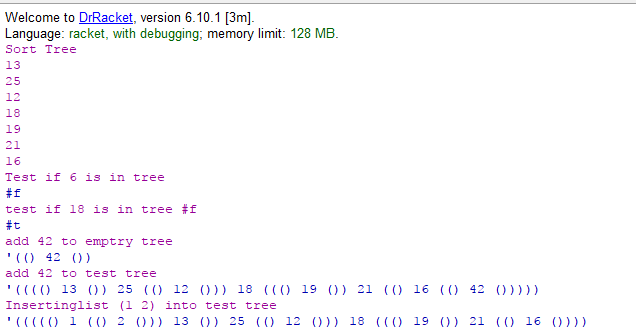 Welcome to DrRacket, version 6.10.1 [3m].
Language: racket, with debugging; memory limit: 128 MB.
Sort Tree
13
25
12
18
19
21
16
Test if 6 is in tree
#f
test if 18 is in tree #f
#t
add 42 to emptry tree
'(() 42 ())
add 42 to test tree
'(((() 13 ()) 25 (() 12 ())) 18 ((() 19 ()) 21 (() 16 (() 42 ()))))
Insertinglist (1 2) into test tree
'(((((() 1 (() 2 ())) 13 ()) 25 (() 12 ())) 18 ((() 19 ()) 21 (() 16 ())))